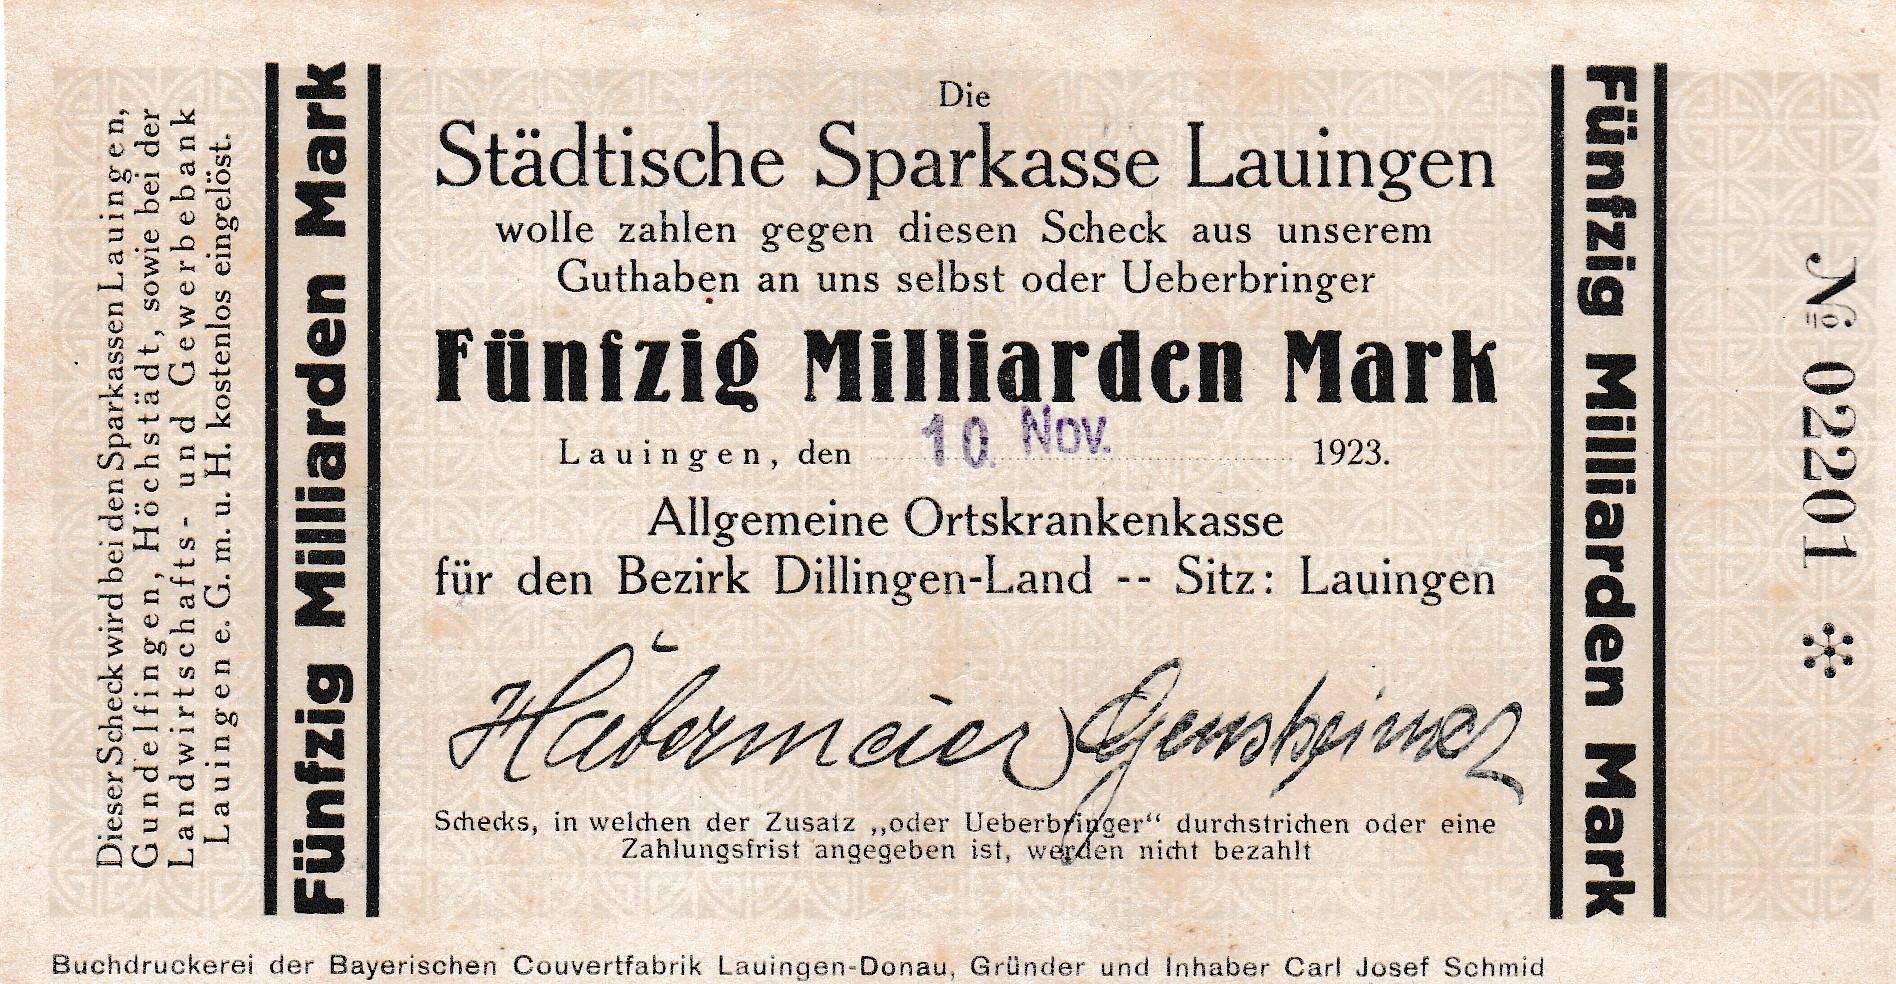 Dieser Scheck wird bei den Sparkassen Lauingen,
Gundelfingen, Höchstädt, sowie bei der
Landwirtschafts- und Gewerbebank
Lauingen e. G. m. u. H. kostenlos eingelöst.
Fünfzig Milliarden Mark
Die
Städtische Sparkasse Lauingen
wolle zahlen gegen diesen Scheck aus unserem
Guthaben an uns selbst oder Ueberbringer
Fünfzig Milliarden Mark
Lauingen, den 10. Nov. 1923.
Allgemeine Ortskrankenkasse
für den Bezirk Dillingen-Land -- Sitz: Lauingen
Habermeier Gensheimer
Schecks, in welchen der Zusatz „oder Ueberbringer“ durchstrichen oder eine
Zahlungsfrist angegeben ist, werden nicht bezahlt
Fünfzig Milliarden Mark
№ 02201 *
Buchdruckerei der Bayerischen Couvertfabrik Lauingen-Donau, Gründer und Inhaber Carl Josef Schmid